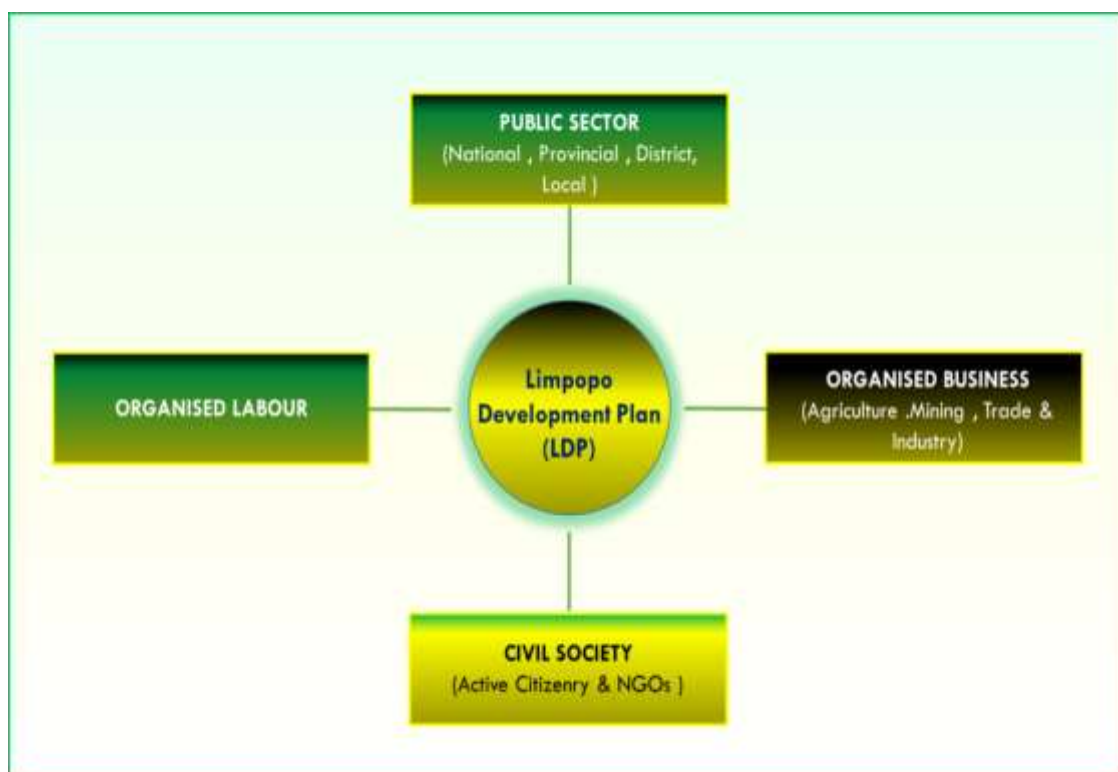 PUBLIC SECTOR
(National , Provincial , District,
Local )
ORGANISED LABOUR
Limpopo
Development Plan
(LDP)
ORGANISED BUSINESS
(Agriculture .Mining , Trade &
Industry)
CIVIL SOCIETY
(Active Citizenry & NGOs )